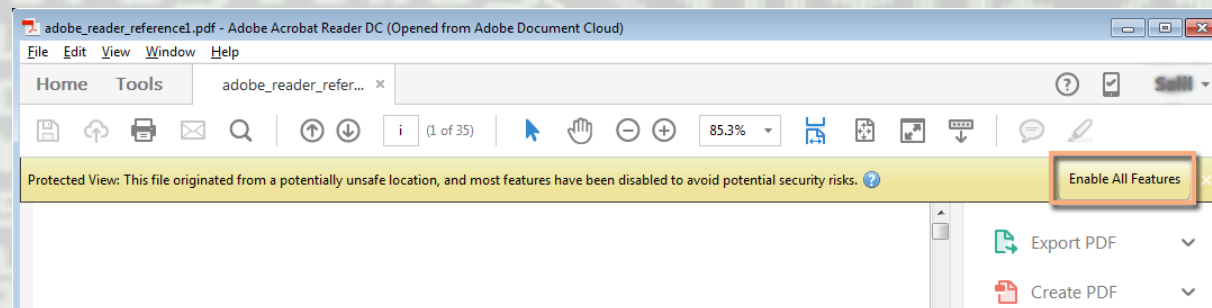 adobe_reader_reference1.pdf - Adobe Acrobat Reader DC (Opened from Adobe Document Cloud)
File Edit View Window Help
Home Tools adobe_reader_refer... ×
i (1 of 35) 85.3%
Protected View: This file originated from a potentially unsafe location, and most features have been disabled to avoid potential security risks. Enable All Features
Export PDF
Create PDF